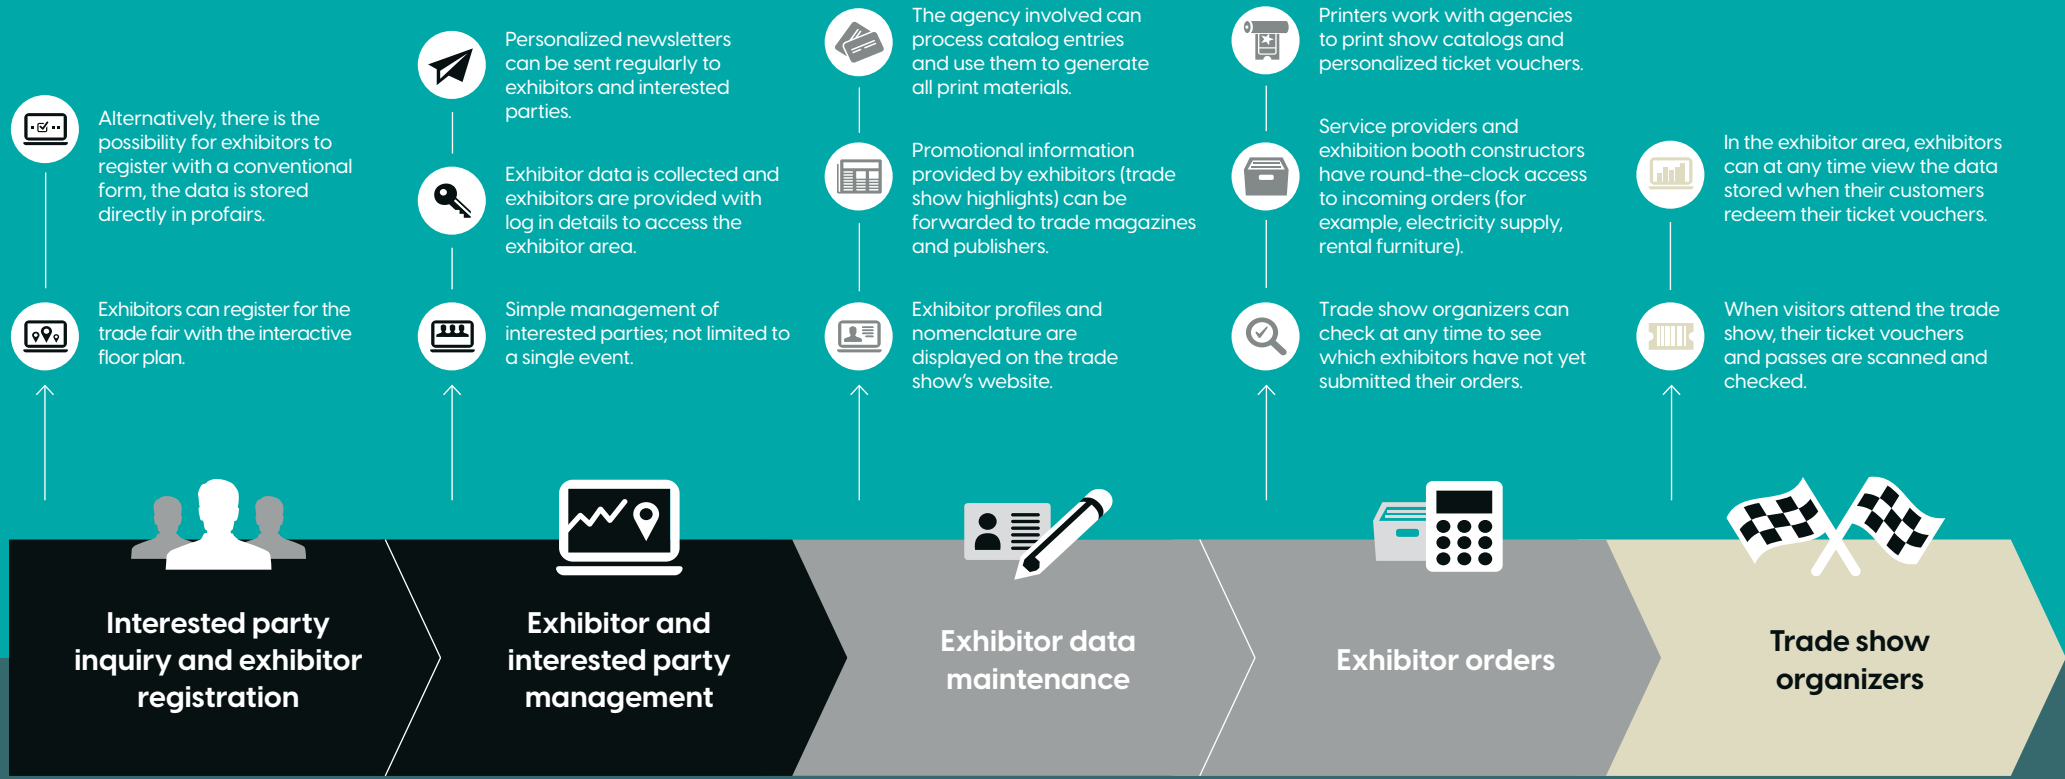 Alternatively, there is the
possibility for exhibitors to
register with a conventional
form, the data is stored
directly in profairs.
Exhibitors can register for the
trade fair with the interactive
floor plan.
Personalized newsletters
can be sent regularly to
exhibitors and interested
parties.
Exhibitor data is collected and
exhibitors are provided with
log in details to access the
exhibitor area.
Simple management of
interested parties; not limited to
a single event.
The agency involved can
process catalog entries
and use them to generate
all print materials.
Promotional information
provided by exhibitors (trade
show highlights) can be
forwarded to trade magazines
and publishers.
Exhibitor profiles and
nomenclature are
displayed on the trade
show’s website.
Printers work with agencies
to print show catalogs and
personalized ticket vouchers.
Service providers and
exhibition booth constructors
have round-the-clock access
to incoming orders (for
example, electricity supply,
rental furniture).
Trade show organizers can
check at any time to see
which exhibitors have not yet
submitted their orders.
In the exhibitor area, exhibitors
can at any time view the data
stored when their customers
redeem their ticket vouchers.
When visitors attend the trade
show, their ticket vouchers
and passes are scanned and
checked.
Interested party
inquiry and exhibitor
registration
Exhibitor and
interested party
management
Exhibitor data
maintenance
Exhibitor orders
Trade show
organizers